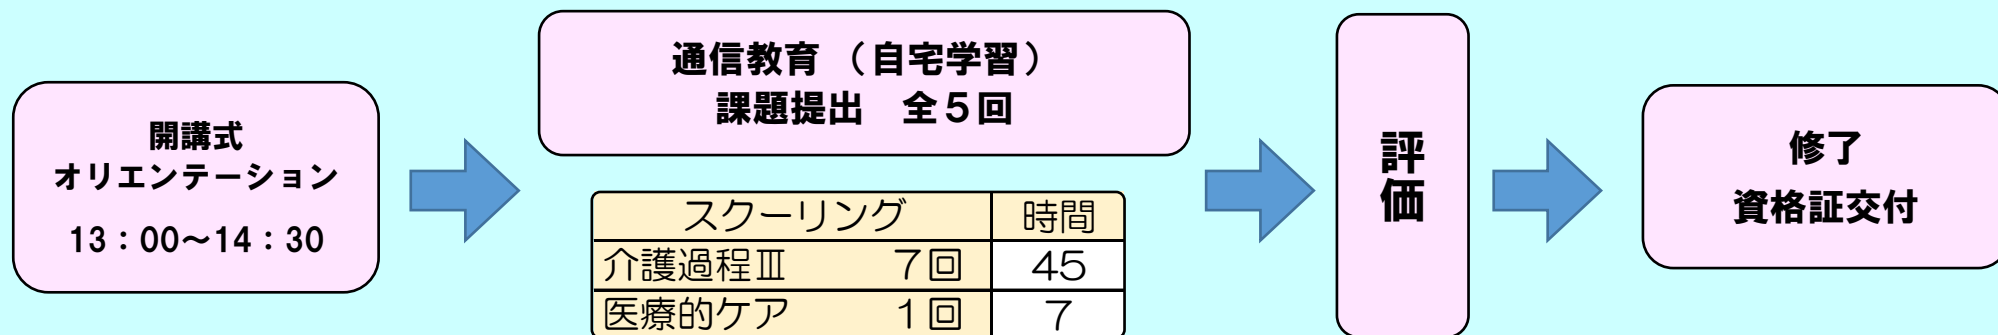 開講式
オリエンテーション
13：00～14：30
通信教育 （自宅学習）
課題提出　全５回
スクーリング 時間
介護過程Ⅲ ７回 45
医療的ケア １回 7
評価
修了
資格証交付